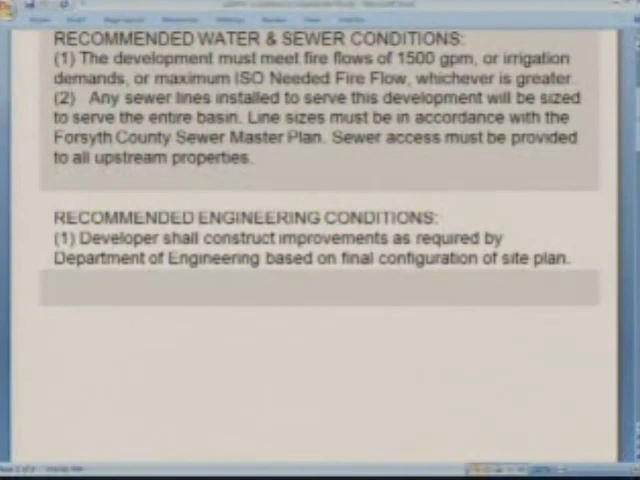 RECOMMENDED WATER & SEWER CONDITIONS:
(1) The development must meet fire flows of 1500 gpm, or irrigation
demands, or maximum ISO Needed Fire Flow, whichever is greater
(2) Any sewer lines installed to serve this development will be sized
to serve the entire basin. Line sizes must be in accordance with the
Forsyth County Sewer Master Plan. Sewer access must be provided
to all upstream properties.
RECOMMENDED ENGINEERING CONDITIONS:
(1) Developer shall construct improvements as required by
Department of Engineering based on final configuration of site plan.